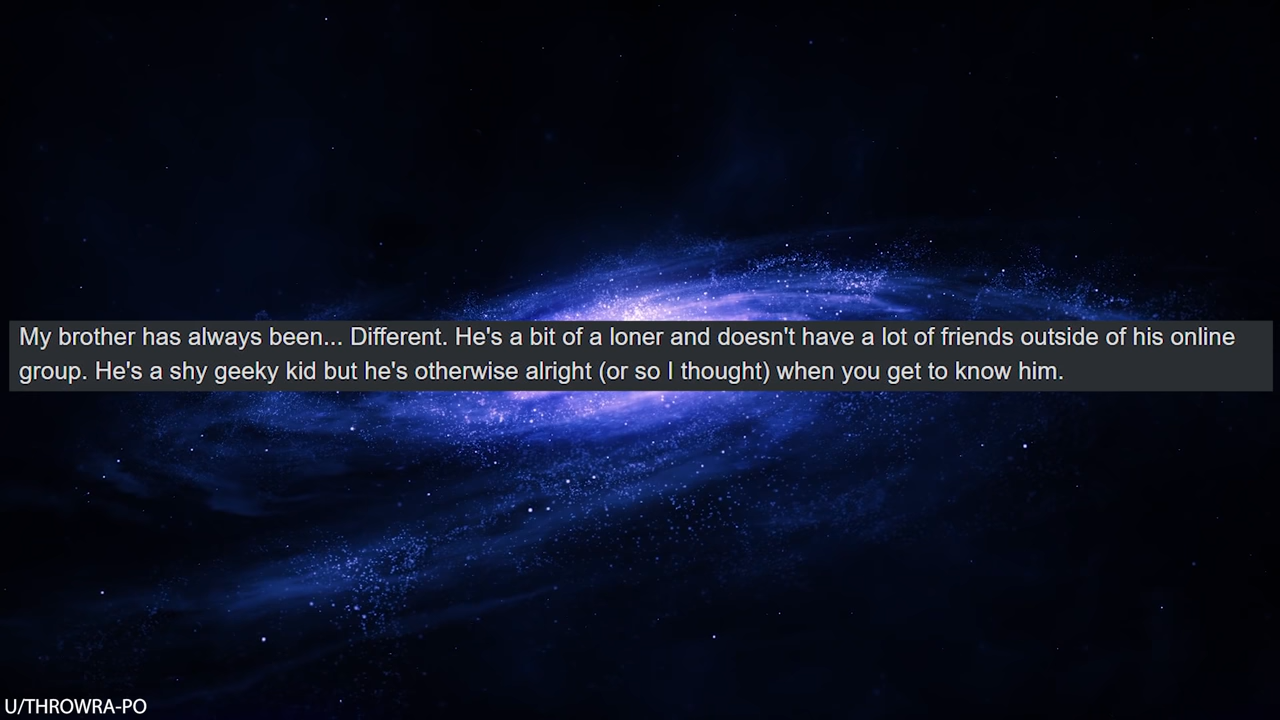 My brother has always been... Different. He's a bit of a loner and doesn't have a lot of friends outside of his online
group. He's a shy geeky kid but he's otherwise alright (or so I thought) when you get to know him.
U/THROWRA-PO